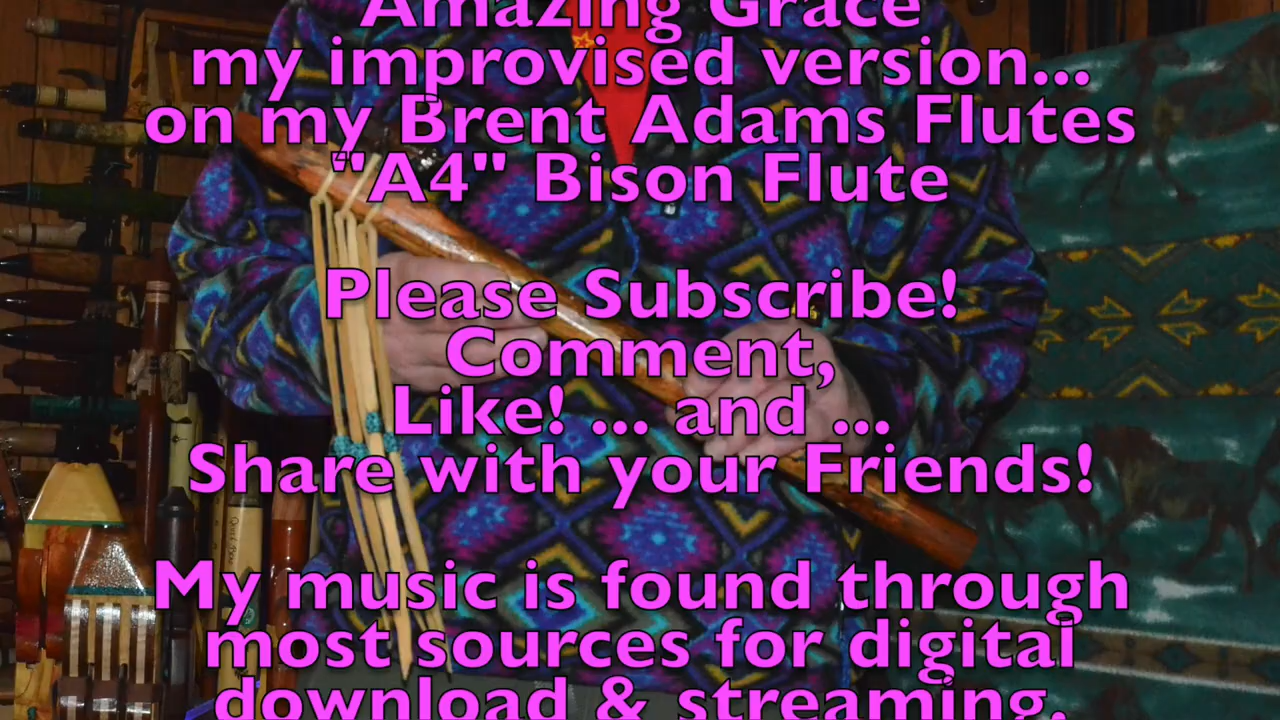 Amazing Grace
my improvised version...
on my Brent Adams Flutes
"A4" Bison Flute
Please Subscribe!
Comment,
Like! ... and ...
Share with your Friends!
My music is found through
most sources for digital
download & streaming.